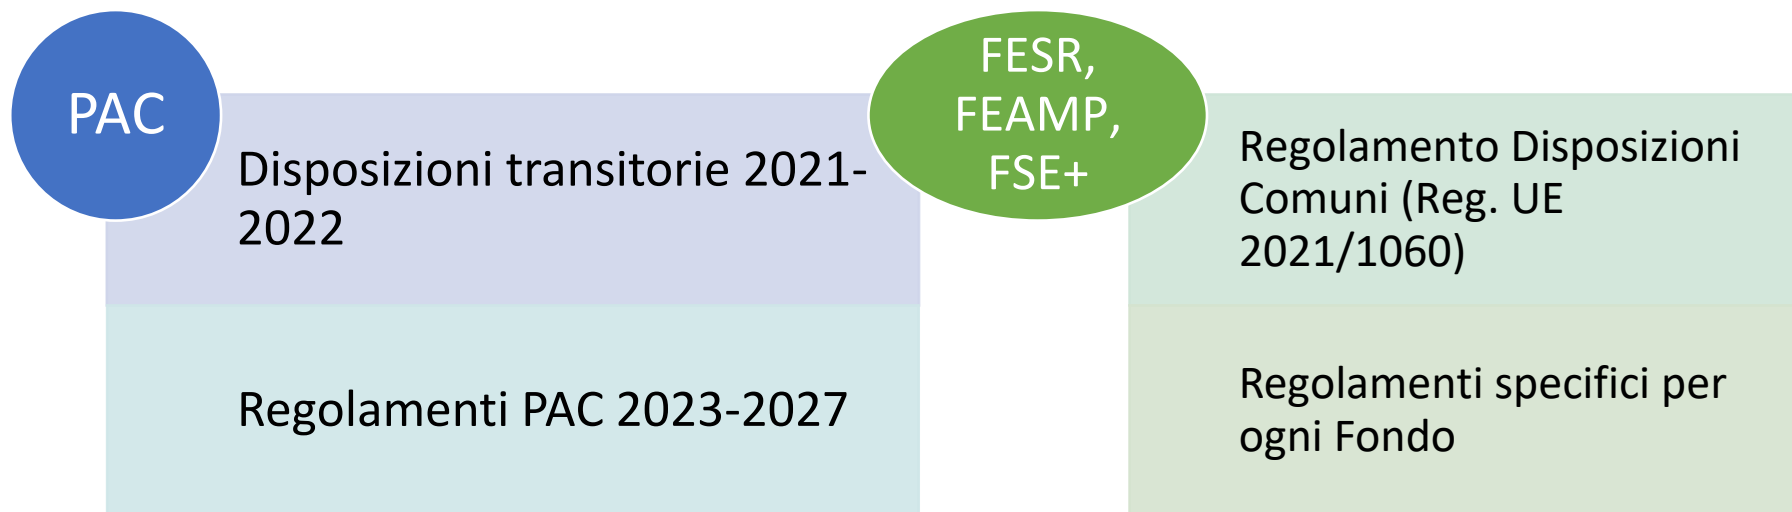 PAC
Disposizioni transitorie 2021-
2022
Regolamenti PAC 2023-2027
FESR,
FEAMP,
FSE+
Regolamento Disposizioni
Comuni (Reg. UE
2021/1060)
Regolamenti specifici per
ogni Fondo